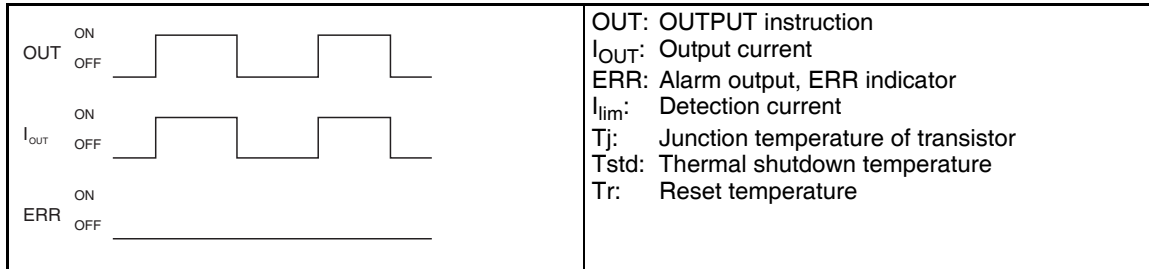 ON
OUT
OFF
ON
IOUT
OFF
ON
ERR
OFF
OUT: OUTPUT instruction
IOUT: Output current
ERR: Alarm output, ERR indicator
Ilim: Detection current
Tj: Junction temperature of transistor
Tstd: Thermal shutdown temperature
Tr: Reset temperature